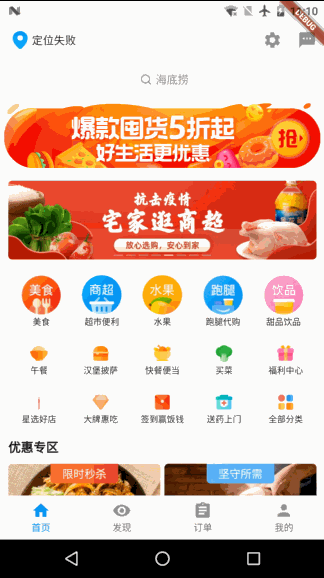 DEBUG
10
定位失败
海底捞
爆款囤货5折起
好生活更优惠
抢
抗击疫情
宅家逛商超
放心选购，安心到家
美食 商超 水果 跑腿 饮品
美食 超市便利 水果 跑腿代购 甜品饮品
午餐 汉堡披萨 快餐便当 买菜 福利中心
星选好店 大牌惠吃 签到赢饭钱 送药上门 全部分类
优惠专区
限时秒杀 坚守所需
首页 发现 订单 我的